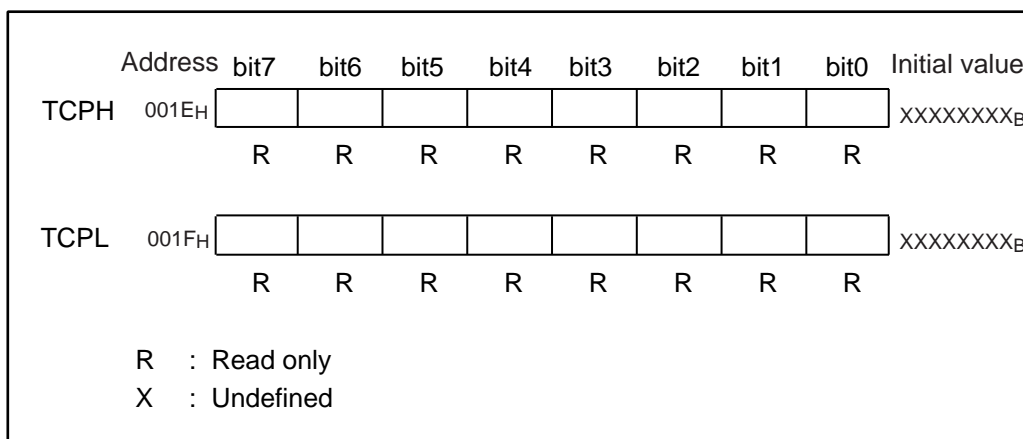 Address bit7 bit6 bit5 bit4 bit3 bit2 bit1 bit0 Initial value
TCPH 001EH XXXXXXXXB
R R R R R R R R
TCPL 001FH XXXXXXXXB
R R R R R R R R
R : Read only
X : Undefined